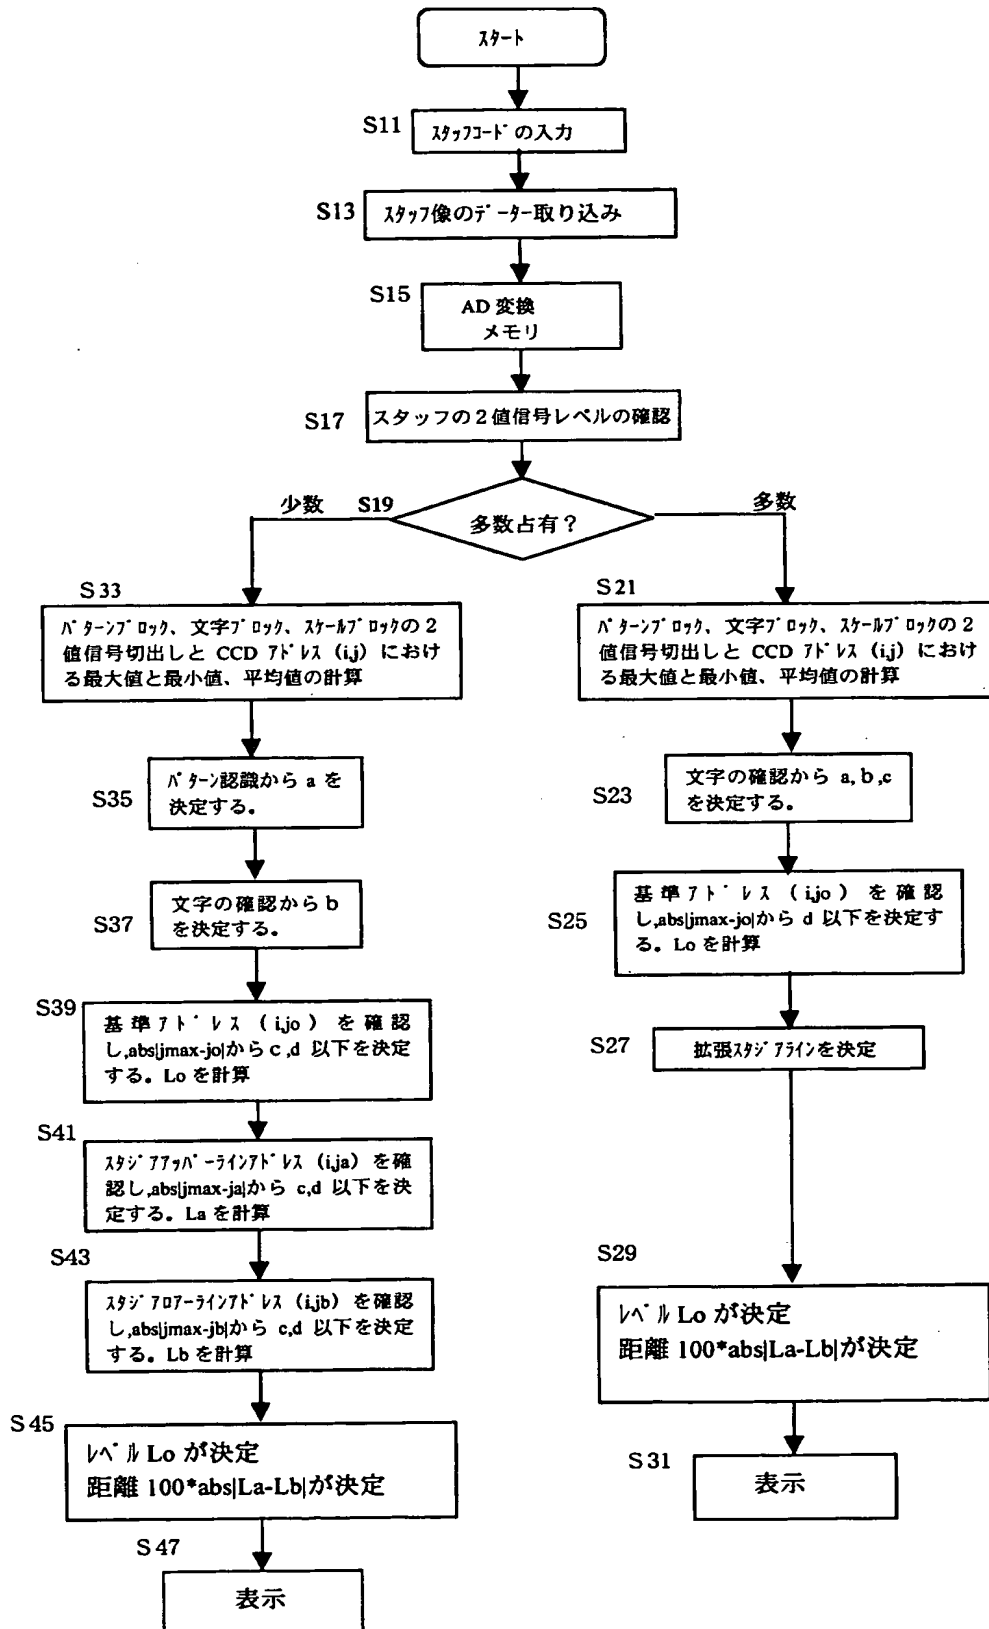 スタート
S11
スタッフコードの入力
S13
スタッフ像のデーター取り込み
S15
AD 変換
メモリ
S17
スタッフの2値信号レベルの確認
少数
S19
多数占有？
多数
S33
パターンブロック、文字ブロック、スケールブロックの2
値信号切出しと CCD アドレス (i,j) におけ
る最大値と最小値、平均値の計算
S35
パターン認識から a を
決定する。
S37
文字の確認から b
を決定する。
S39
基準アドレス (i,jo) を確認
し,abs|jmax-jo|から c,d 以下を決定
する。Lo を計算
S41
スタジアアッパーラインアドレス (i,ja) を確
認し,abs|jmax-ja|から c,d 以下を決
定する。La を計算
S43
スタジアロアーラインアドレス (i,jb) を確認
し,abs|jmax-jb|から c,d 以下を決定
する。Lb を計算
S45
レベル Lo が決定
距離 100*abs|La-Lb|が決定
S47
表示
S21
パターンブロック、文字ブロック、スケールブロックの2
値信号切出しと CCD アドレス (i,j) におけ
る最大値と最小値、平均値の計算
S23
文字の確認から a, b ,c
を決定する。
S25
基準アドレス (i,jo) を確認
し,abs|jmax-jo|から d 以下を決定す
る。Lo を計算
S27
拡張スタジアラインを決定
S29
レベル Lo が決定
距離 100*abs|La-Lb|が決定
S31
表示